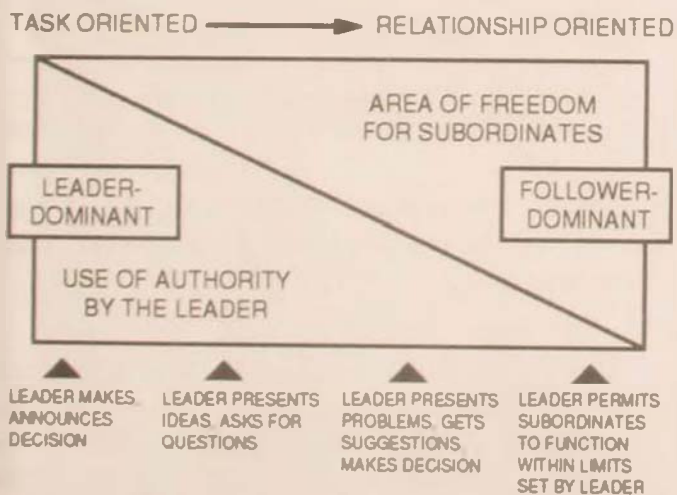 TASK ORIENTED RELATIONSHIP ORIENTED
AREA OF FREEDOM
FOR SUBORDINATES
LEADER-
DOMINANT
FOLLOWER-
DOMINANT
USE OF AUTHORITY
BY THE LEADER
LEADER MAKES
ANNOUNCES
DECISION
LEADER PRESENTS
IDEAS, ASKS FOR
QUESTIONS
LEADER PRESENTS
PROBLEMS, GETS
SUGGESTIONS
MAKES DECISION
LEADER PERMITS
SUBORDINATES
TO FUNCTION
WITHIN LIMITS
SET BY LEADER